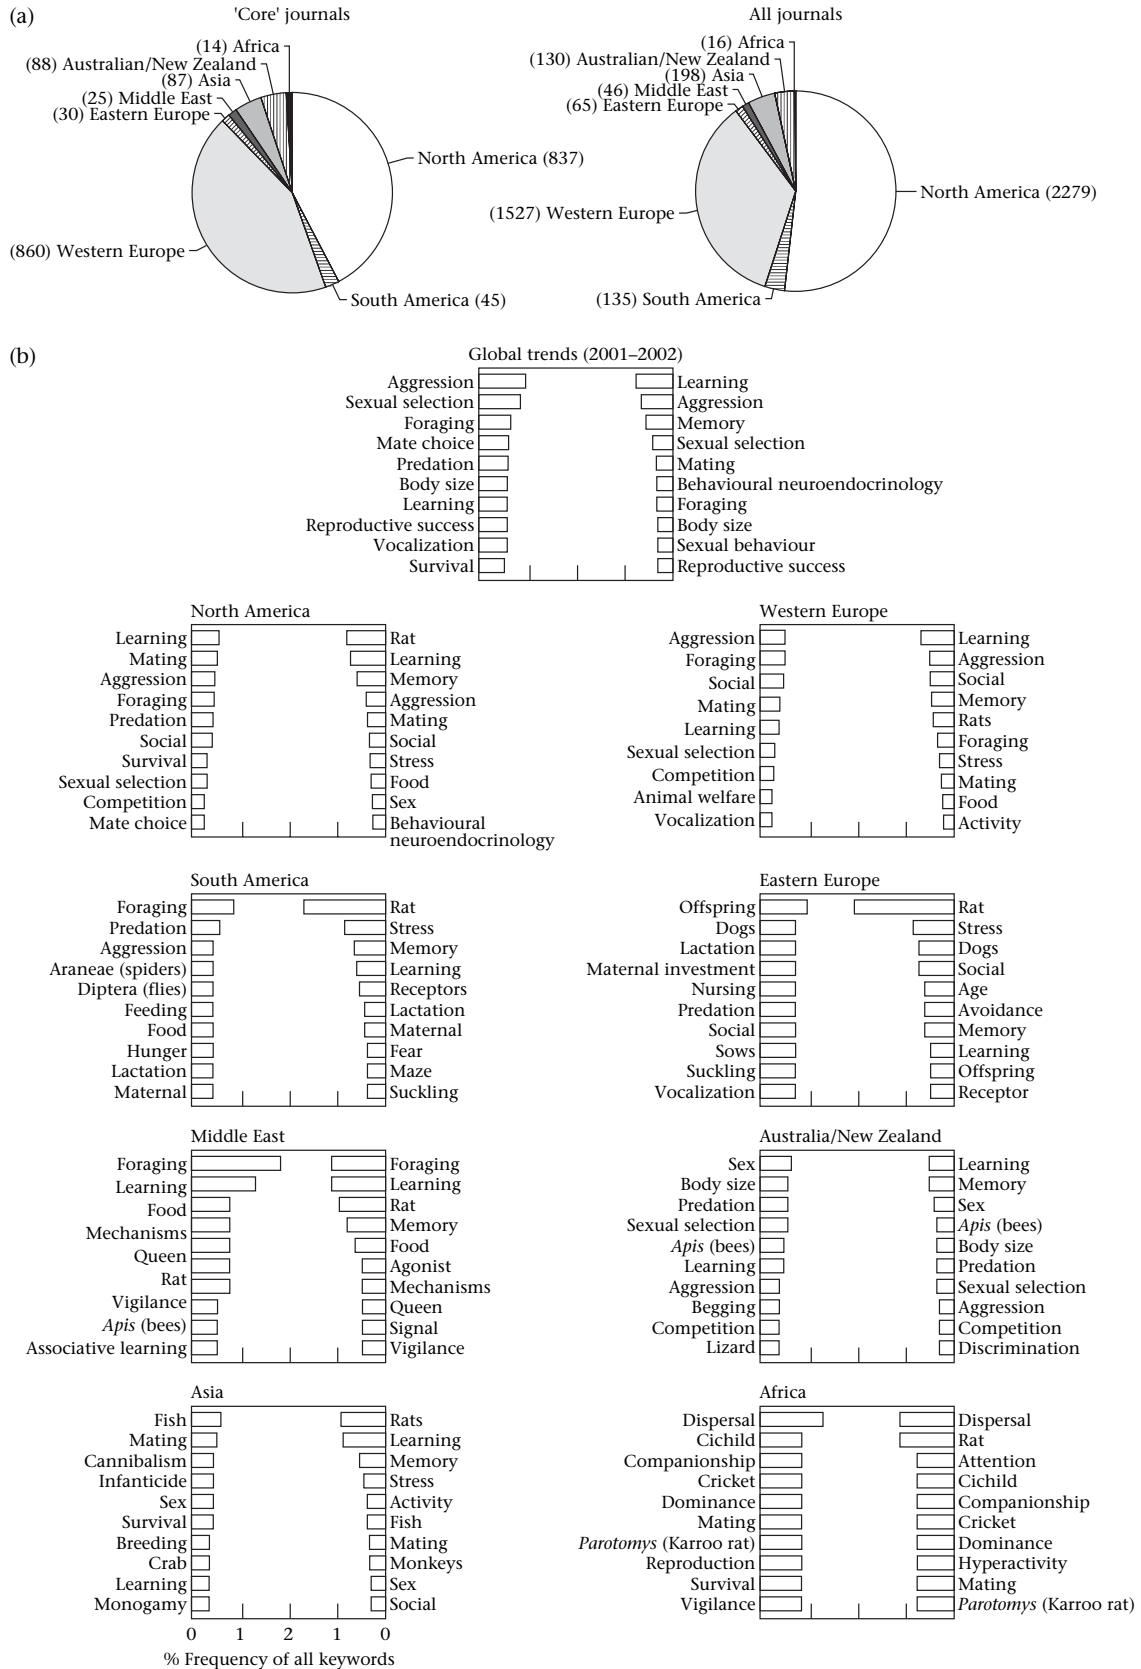 (a)
'Core' journals
(14) Africa
(88) Australian/New Zealand
(87) Asia
(25) Middle East
(30) Eastern Europe
North America (837)
(860) Western Europe
South America (45)
All journals
(16) Africa
(130) Australian/New Zealand
(198) Asia
(46) Middle East
(65) Eastern Europe
North America (2279)
(1527) Western Europe
(135) South America
(b)
Global trends (2001–2002)
Aggression
Sexual selection
Foraging
Mate choice
Predation
Body size
Learning
Reproductive success
Vocalization
Survival
Learning
Aggression
Memory
Sexual selection
Mating
Behavioural neuroendocrinology
Foraging
Body size
Sexual behaviour
Reproductive success
North America
Learning
Mating
Aggression
Foraging
Predation
Social
Survival
Sexual selection
Competition
Mate choice
Rat
Learning
Memory
Aggression
Mating
Social
Stress
Food
Sex
Behavioural
neuroendocrinology
Western Europe
Aggression
Foraging
Social
Mating
Learning
Sexual selection
Competition
Animal welfare
Vocalization
Learning
Aggression
Social
Memory
Rats
Foraging
Stress
Mating
Food
Activity
South America
Foraging
Predation
Aggression
Araneae (spiders)
Diptera (flies)
Feeding
Food
Hunger
Lactation
Maternal
Rat
Stress
Memory
Learning
Receptors
Lactation
Maternal
Fear
Maze
Suckling
Eastern Europe
Offspring
Dogs
Lactation
Maternal investment
Nursing
Predation
Social
Sows
Suckling
Vocalization
Rat
Stress
Dogs
Social
Age
Avoidance
Memory
Learning
Offspring
Receptor
Middle East
Foraging
Learning
Food
Mechanisms
Queen
Rat
Vigilance
Apis (bees)
Associative learning
Foraging
Learning
Rat
Memory
Food
Agonist
Mechanisms
Queen
Signal
Vigilance
Australia/New Zealand
Sex
Body size
Predation
Sexual selection
Apis (bees)
Learning
Aggression
Begging
Competition
Lizard
Learning
Memory
Sex
Apis (bees)
Body size
Predation
Sexual selection
Aggression
Competition
Discrimination
Asia
Fish
Mating
Cannibalism
Infanticide
Sex
Survival
Breeding
Crab
Learning
Monogamy
Rats
Learning
Memory
Stress
Activity
Fish
Mating
Monkeys
Sex
Social
0 1 2 1 0
% Frequency of all keywords
Africa
Dispersal
Cichild
Companionship
Cricket
Dominance
Mating
Parotomys (Karroo rat)
Reproduction
Survival
Vigilance
Dispersal
Rat
Attention
Cichild
Companionship
Cricket
Dominance
Hyperactivity
Mating
Parotomys (Karroo rat)